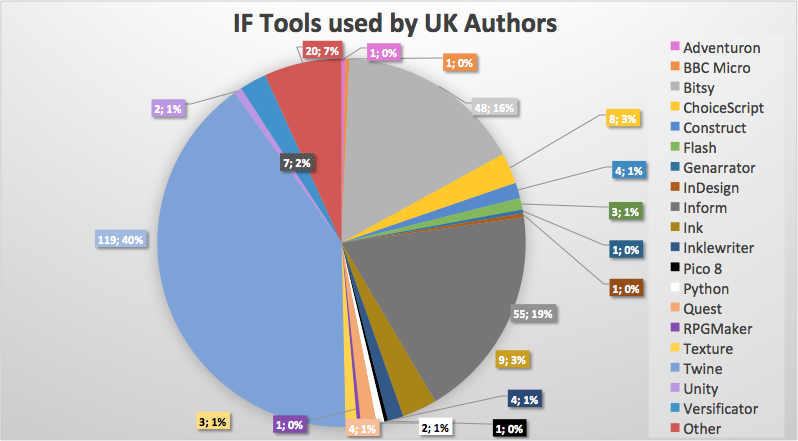 IF Tools used by UK Authors
20; 7%
1; 0%
1; 0%
2; 1%
48; 16%
8; 3%
7; 2%
4; 1%
3; 1%
119; 40%
1; 0%
1; 0%
55; 19%
9; 3%
4; 1%
3; 1%
1; 0%
4; 1%
2; 1%
1; 0%
Adventuron
BBC Micro
Bitsy
ChoiceScript
Construct
Flash
Genarrator
InDesign
Inform
Ink
Inklewriter
Pico 8
Python
Quest
RPGMaker
Texture
Twine
Unity
Versificator
Other